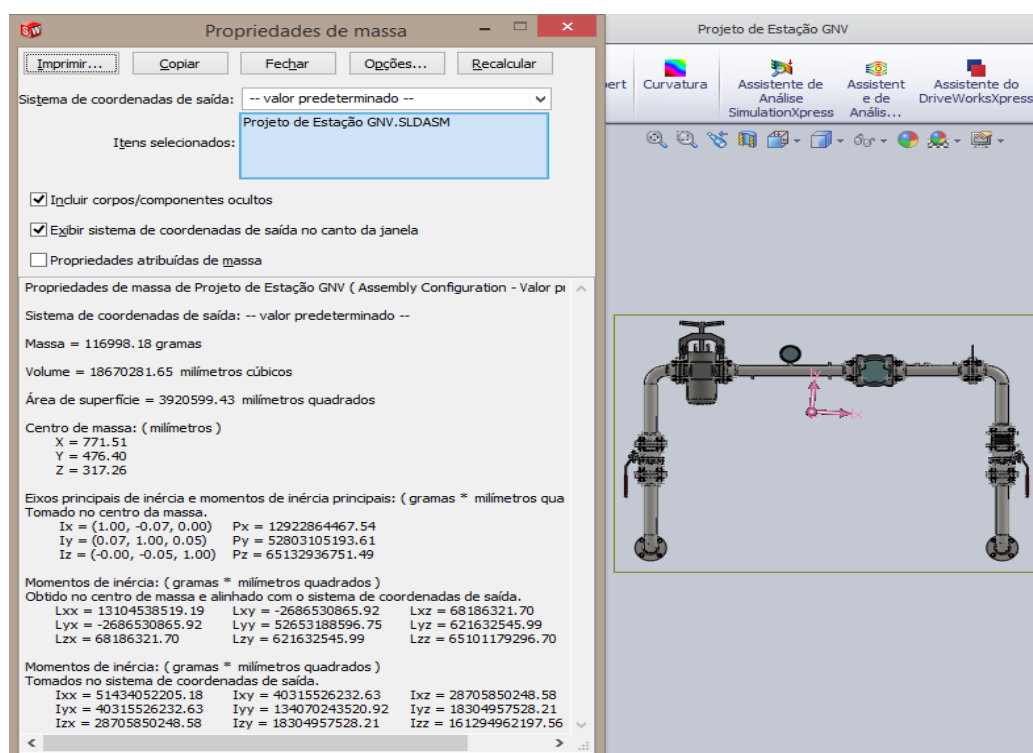 SW Propriedades de massa
Projeto de Estação GNV
Imprimir... Copiar Fechar Opções... Recalcular
Sistema de coordenadas de saída: -- valor predeterminado --
Projeto de Estação GNV.SLDASM
Itens selecionados:
Incluir corpos/componentes ocultos
Exibir sistema de coordenadas de saída no canto da janela
Propriedades atribuídas de massa
Propriedades de massa de Projeto de Estação GNV ( Assembly Configuration - Valor pr
Sistema de coordenadas de saída: -- valor predeterminado --
Massa = 116998.18 gramas
Volume = 18670281.65 milímetros cúbicos
Área de superfície = 3920599.43 milímetros quadrados
Centro de massa: ( milímetros )
X = 771.51
Y = 476.40
Z = 317.26
Eixos principais de inércia e momentos de inércia principais: ( gramas * milímetros qua
Tomado no centro da massa.
Ix = (1.00, -0.07, 0.00) Px = 12922864467.54
Iy = (0.07, 1.00, 0.05) Py = 52803105193.61
Iz = (-0.00, -0.05, 1.00) Pz = 65132936751.49
Momentos de inércia: ( gramas * milímetros quadrados )
Obtido no centro de massa e alinhado com o sistema de coordenadas de saída.
Lxx = 13104538519.19 Lxy = -2686530865.92 Lxz = 68186321.70
Lyx = -2686530865.92 Lyy = 52653188596.75 Lyz = 621632545.99
Lzx = 68186321.70 Lzy = 621632545.99 Lzz = 65101179296.70
Momentos de inércia: ( gramas * milímetros quadrados )
Tomados no sistema de coordenadas de saída.
Ixx = 51434052205.18 Ixy = 40315526232.63 Ixz = 28705850248.58
Iyx = 40315526232.63 Iyy = 134070243520.92 Iyz = 18304957528.21
Izx = 28705850248.58 Izy = 18304957528.21 Izz = 161294962197.56
pert Curvatura
Assistente de
Análise
SimulationXpress
Assistent
e de
Anális...
Assistente do
DriveWorksXpress